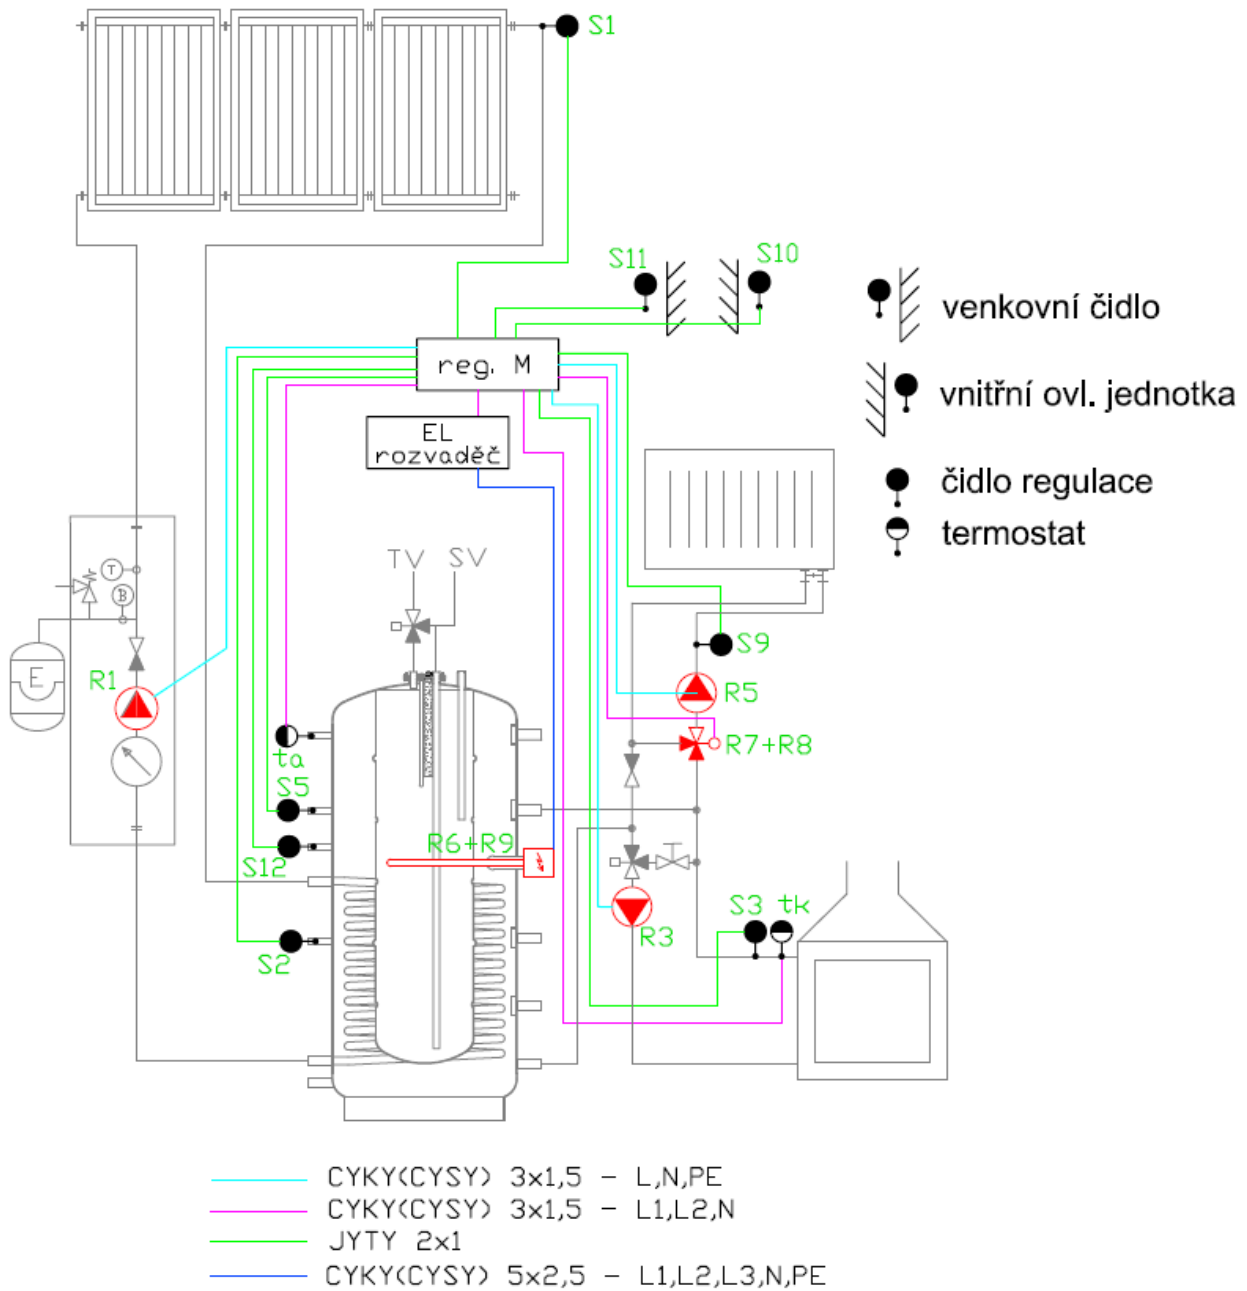 S1
S11
S10
venkovní čidlo
reg. M
vnitřní ovl. jednotka
EL
rozvaděč
čidlo regulace
termostat
TV
SV
T
B
E
R1
S9
R5
ta
R7+R8
S5
R6+R9
S12
S3 tk
R3
S2
CYKY(CYSY) 3x1,5 - L,N,PE
CYKY(CYSY) 3x1,5 - L1,L2,N
JYTY 2x1
CYKY(CYSY) 5x2,5 - L1,L2,L3,N,PE